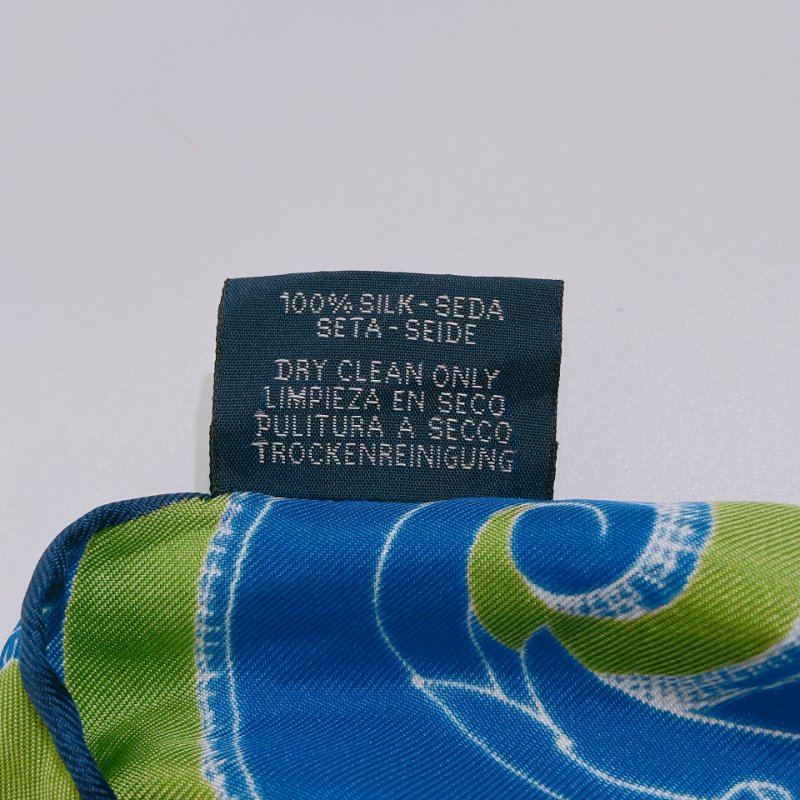 100% SILK - SEDA
SETA - SEIDE
DRY CLEAN ONLY
LIMPIEZA EN SECO
PULITURA A SECCO
TROCKENREINIGUNG